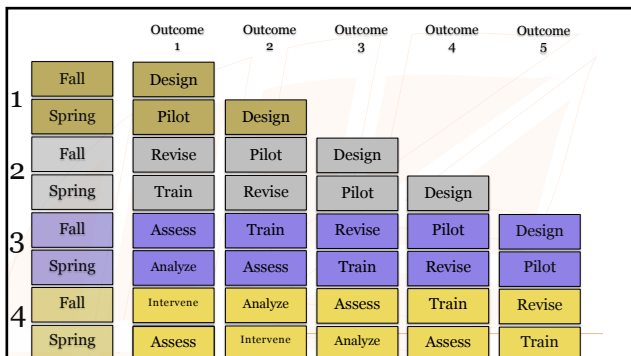 Outcome Outcome Outcome Outcome Outcome
1 2 3 4 5
1
Fall Design
Spring Pilot Design
2
Fall Revise Pilot Design
Spring Train Revise Pilot Design
3
Fall Assess Train Revise Pilot Design
Spring Analyze Assess Train Revise Pilot
4
Fall Intervene Analyze Assess Train Revise
Spring Assess Intervene Analyze Assess Train